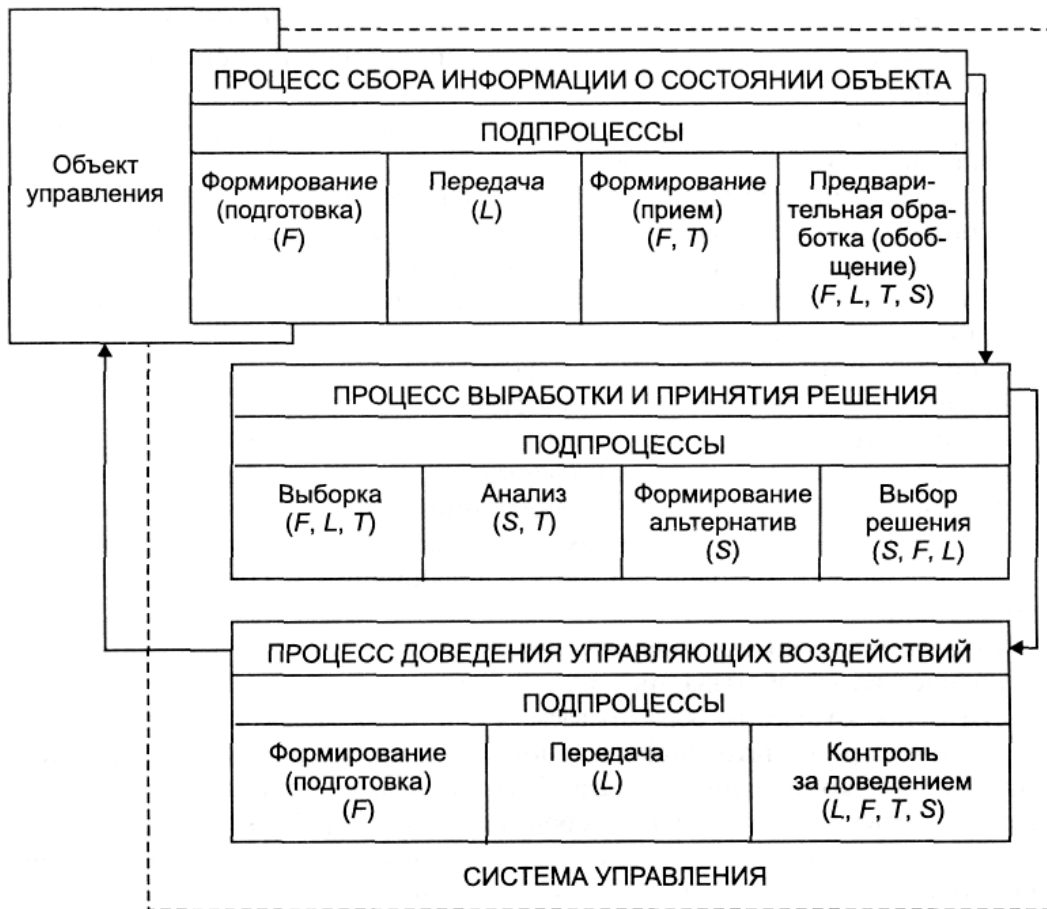 Объект
управления
ПРОЦЕСС СБОРА ИНФОРМАЦИИ О СОСТОЯНИИ ОБЪЕКТА
ПОДПРОЦЕССЫ
Формирование
(подготовка)
(F)
Передача
(L)
Формирование
(прием)
(F, T)
Предвари-
тельная обра-
ботка (обоб-
щение)
(F, L, T, S)
ПРОЦЕСС ВЫРАБОТКИ И ПРИНЯТИЯ РЕШЕНИЯ
ПОДПРОЦЕССЫ
Выборка
(F, L, T)
Анализ
(S, T)
Формирование
альтернатив
(S)
Выбор
решения
(S, F, L)
ПРОЦЕСС ДОВЕДЕНИЯ УПРАВЛЯЮЩИХ ВОЗДЕЙСТВИЙ
ПОДПРОЦЕССЫ
Формирование
(подготовка)
(F)
Передача
(L)
Контроль
за доведением
(L, F, T, S)
СИСТЕМА УПРАВЛЕНИЯ